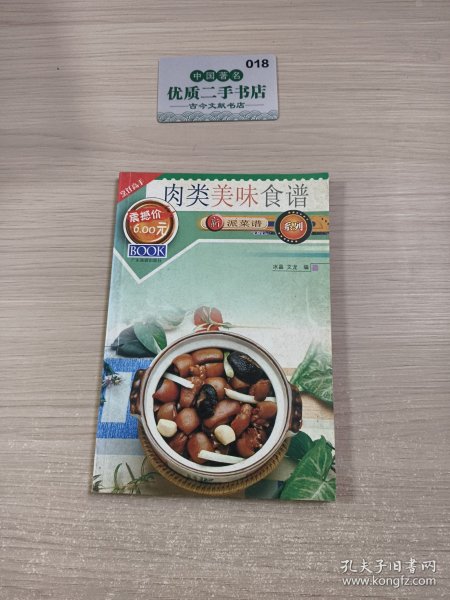 018
中国著名
优质二手书店
古今文献书店
烹饪高手
肉类美味食谱
震撼价
6.00元
BOOK
新派菜谱
系列
冰晶 文龙 编
孔夫子旧书网
www.kongfz.com